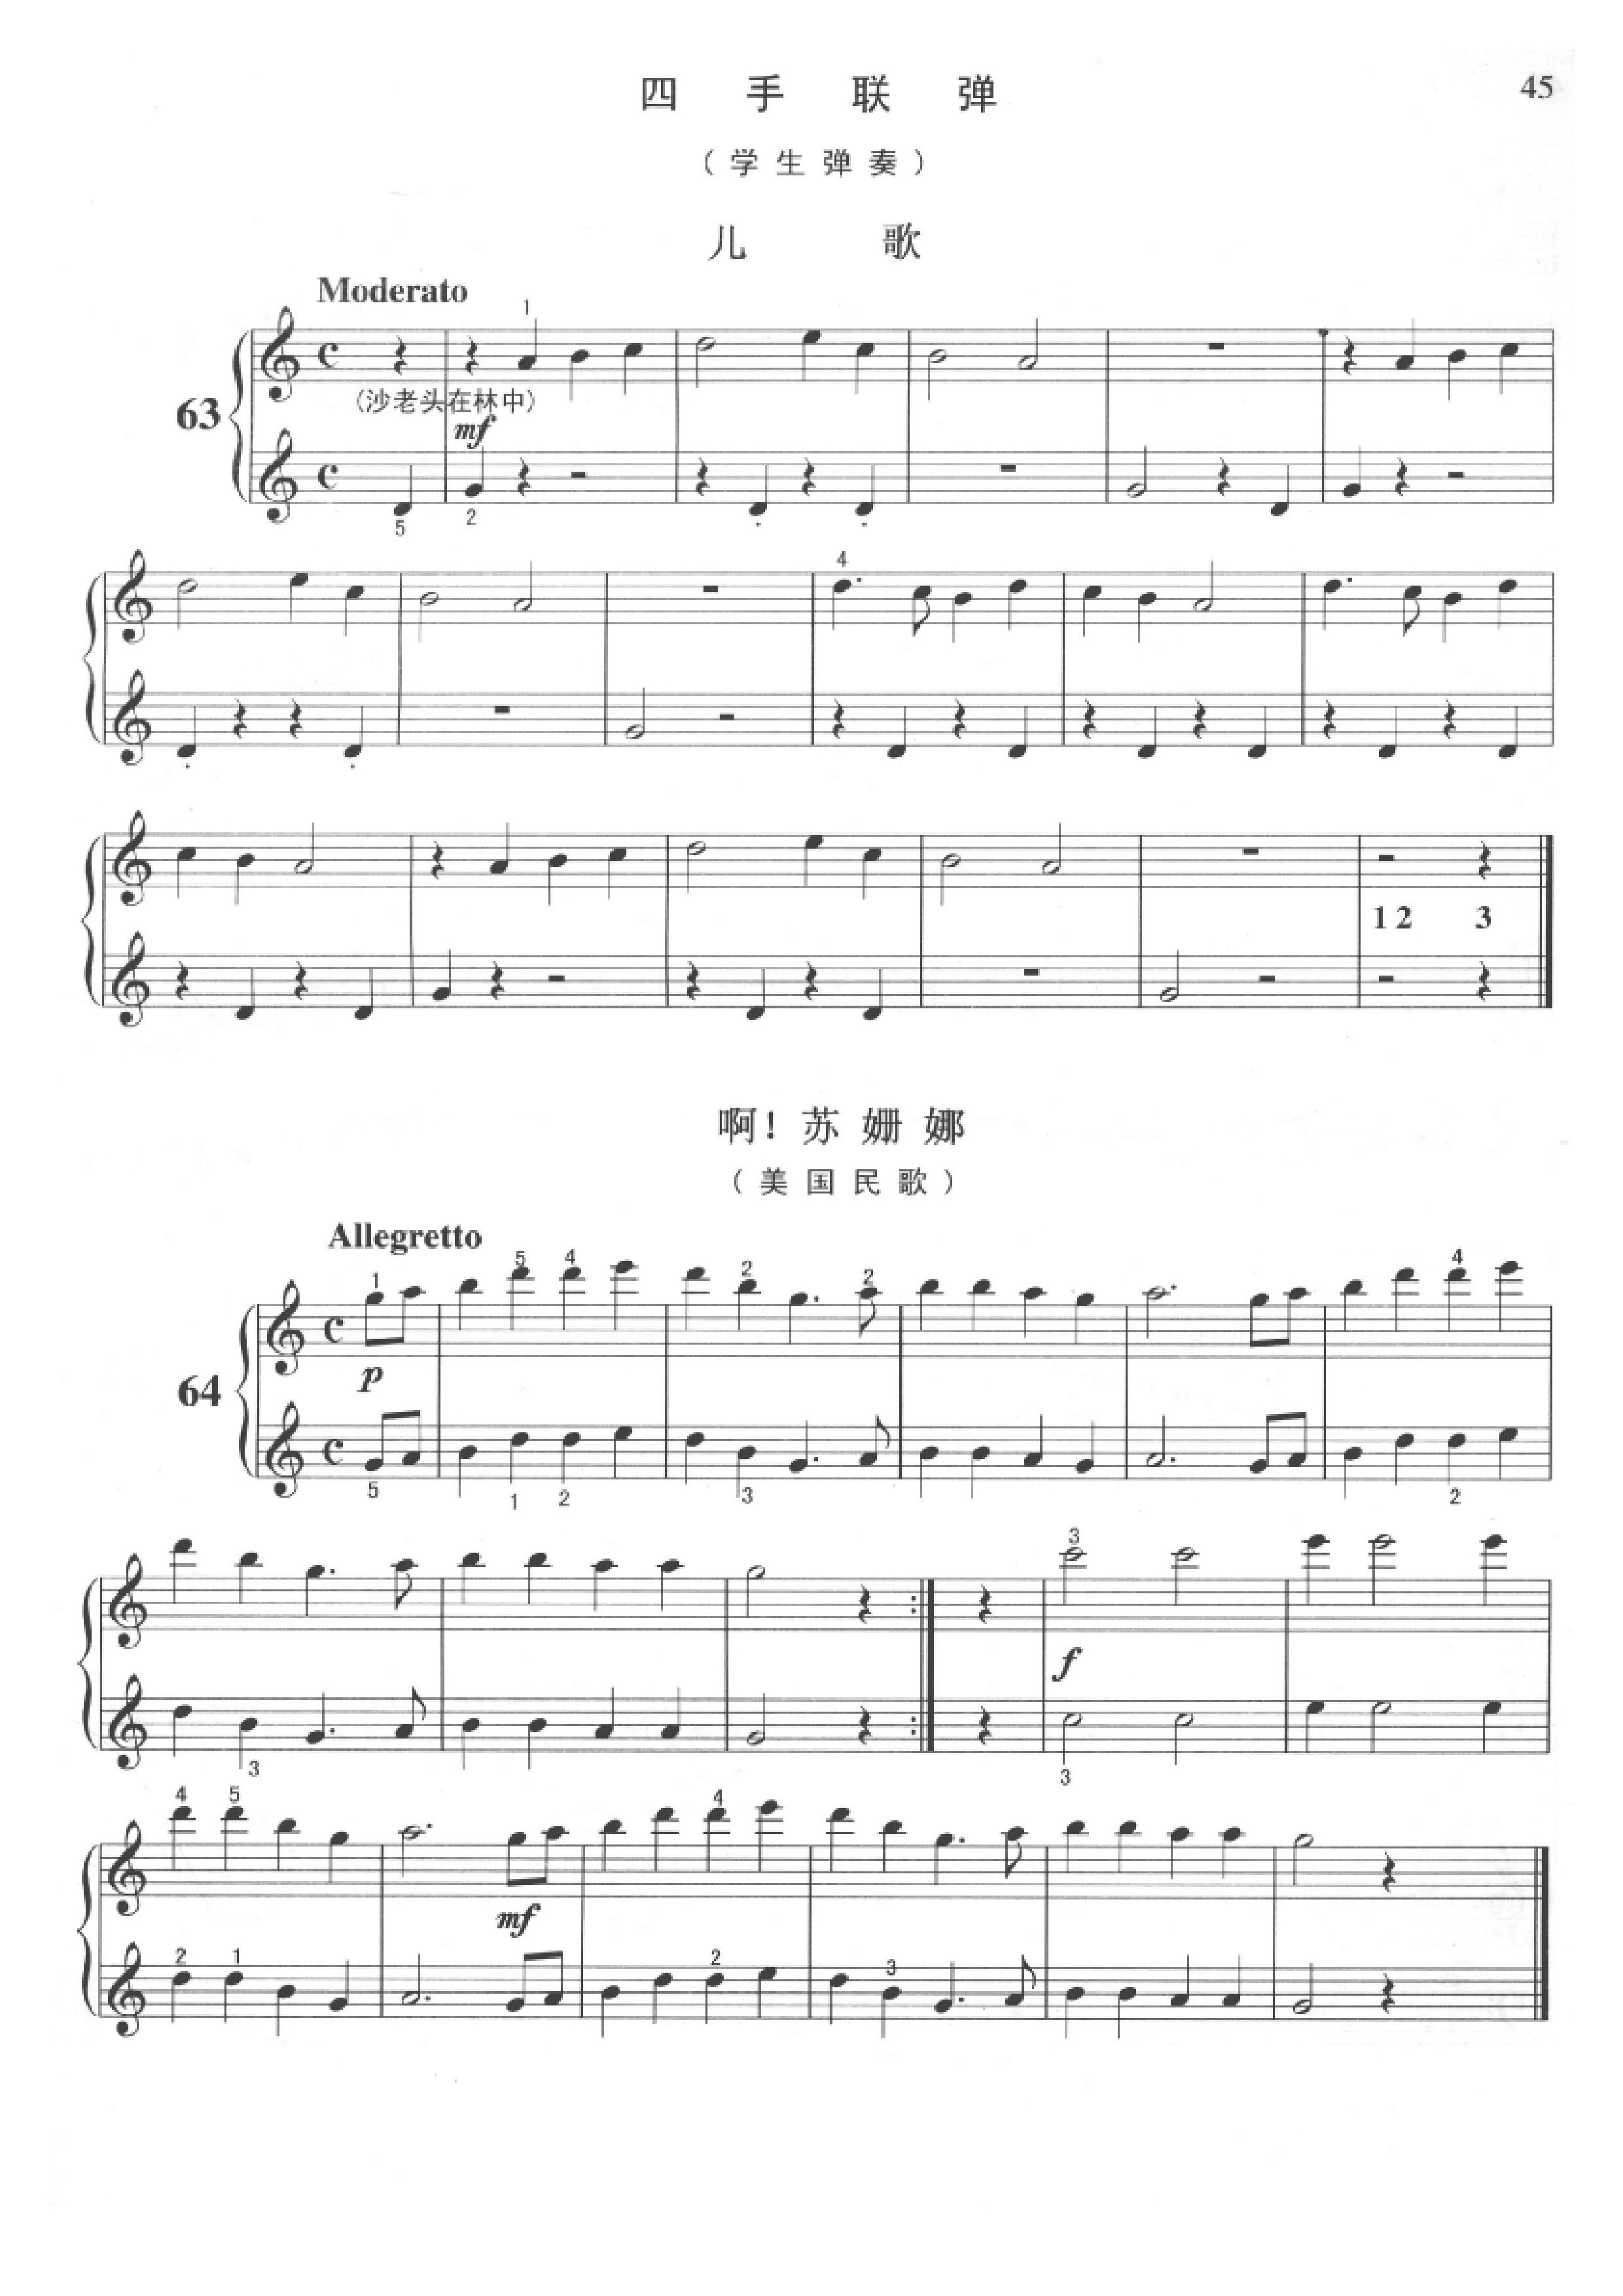 四手联弹
45
（学生弹奏）
儿歌
Moderato
1
63
(沙老头在林中)
mf
5 2
4
1 2 3
啊！苏姗娜
（美国民歌）
Allegretto
1 5 4 2 2 4
p
64
5 1 2 3 2
3
f
3 3
4 5 4
mf
2 1 2 3